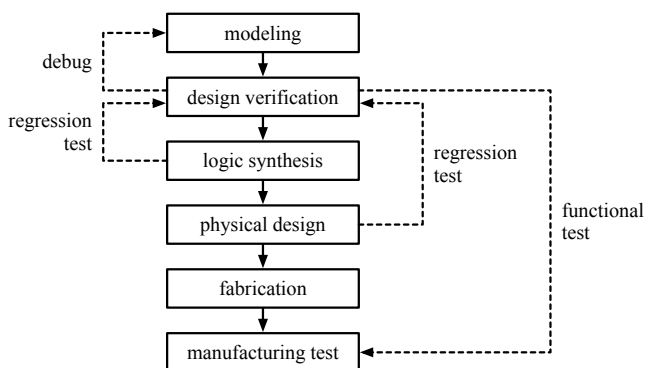 modeling
debug
design verification
regression
test
logic synthesis
regression
test
physical design
functional
test
fabrication
manufacturing test